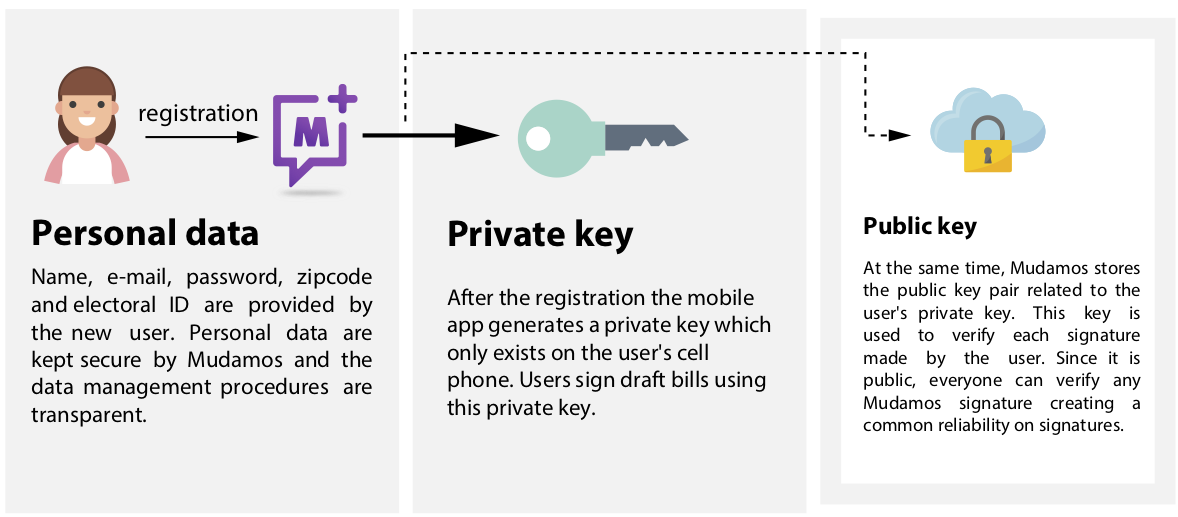 registration
M
Personal data
Name, e-mail, password, zipcode
and electoral ID are provided by
the new user. Personal data are
kept secure by Mudamos and the
data management procedures are
transparent.
Private key
After the registration the mobile
app generates a private key which
only exists on the user's cell
phone. Users sign draft bills using
this private key.
Public key
At the same time, Mudamos stores
the public key pair related to the
user's private key. This key is
used to verify each signature
made by the user. Since it is
public, everyone can verify any
Mudamos signature creating a
common reliability on signatures.